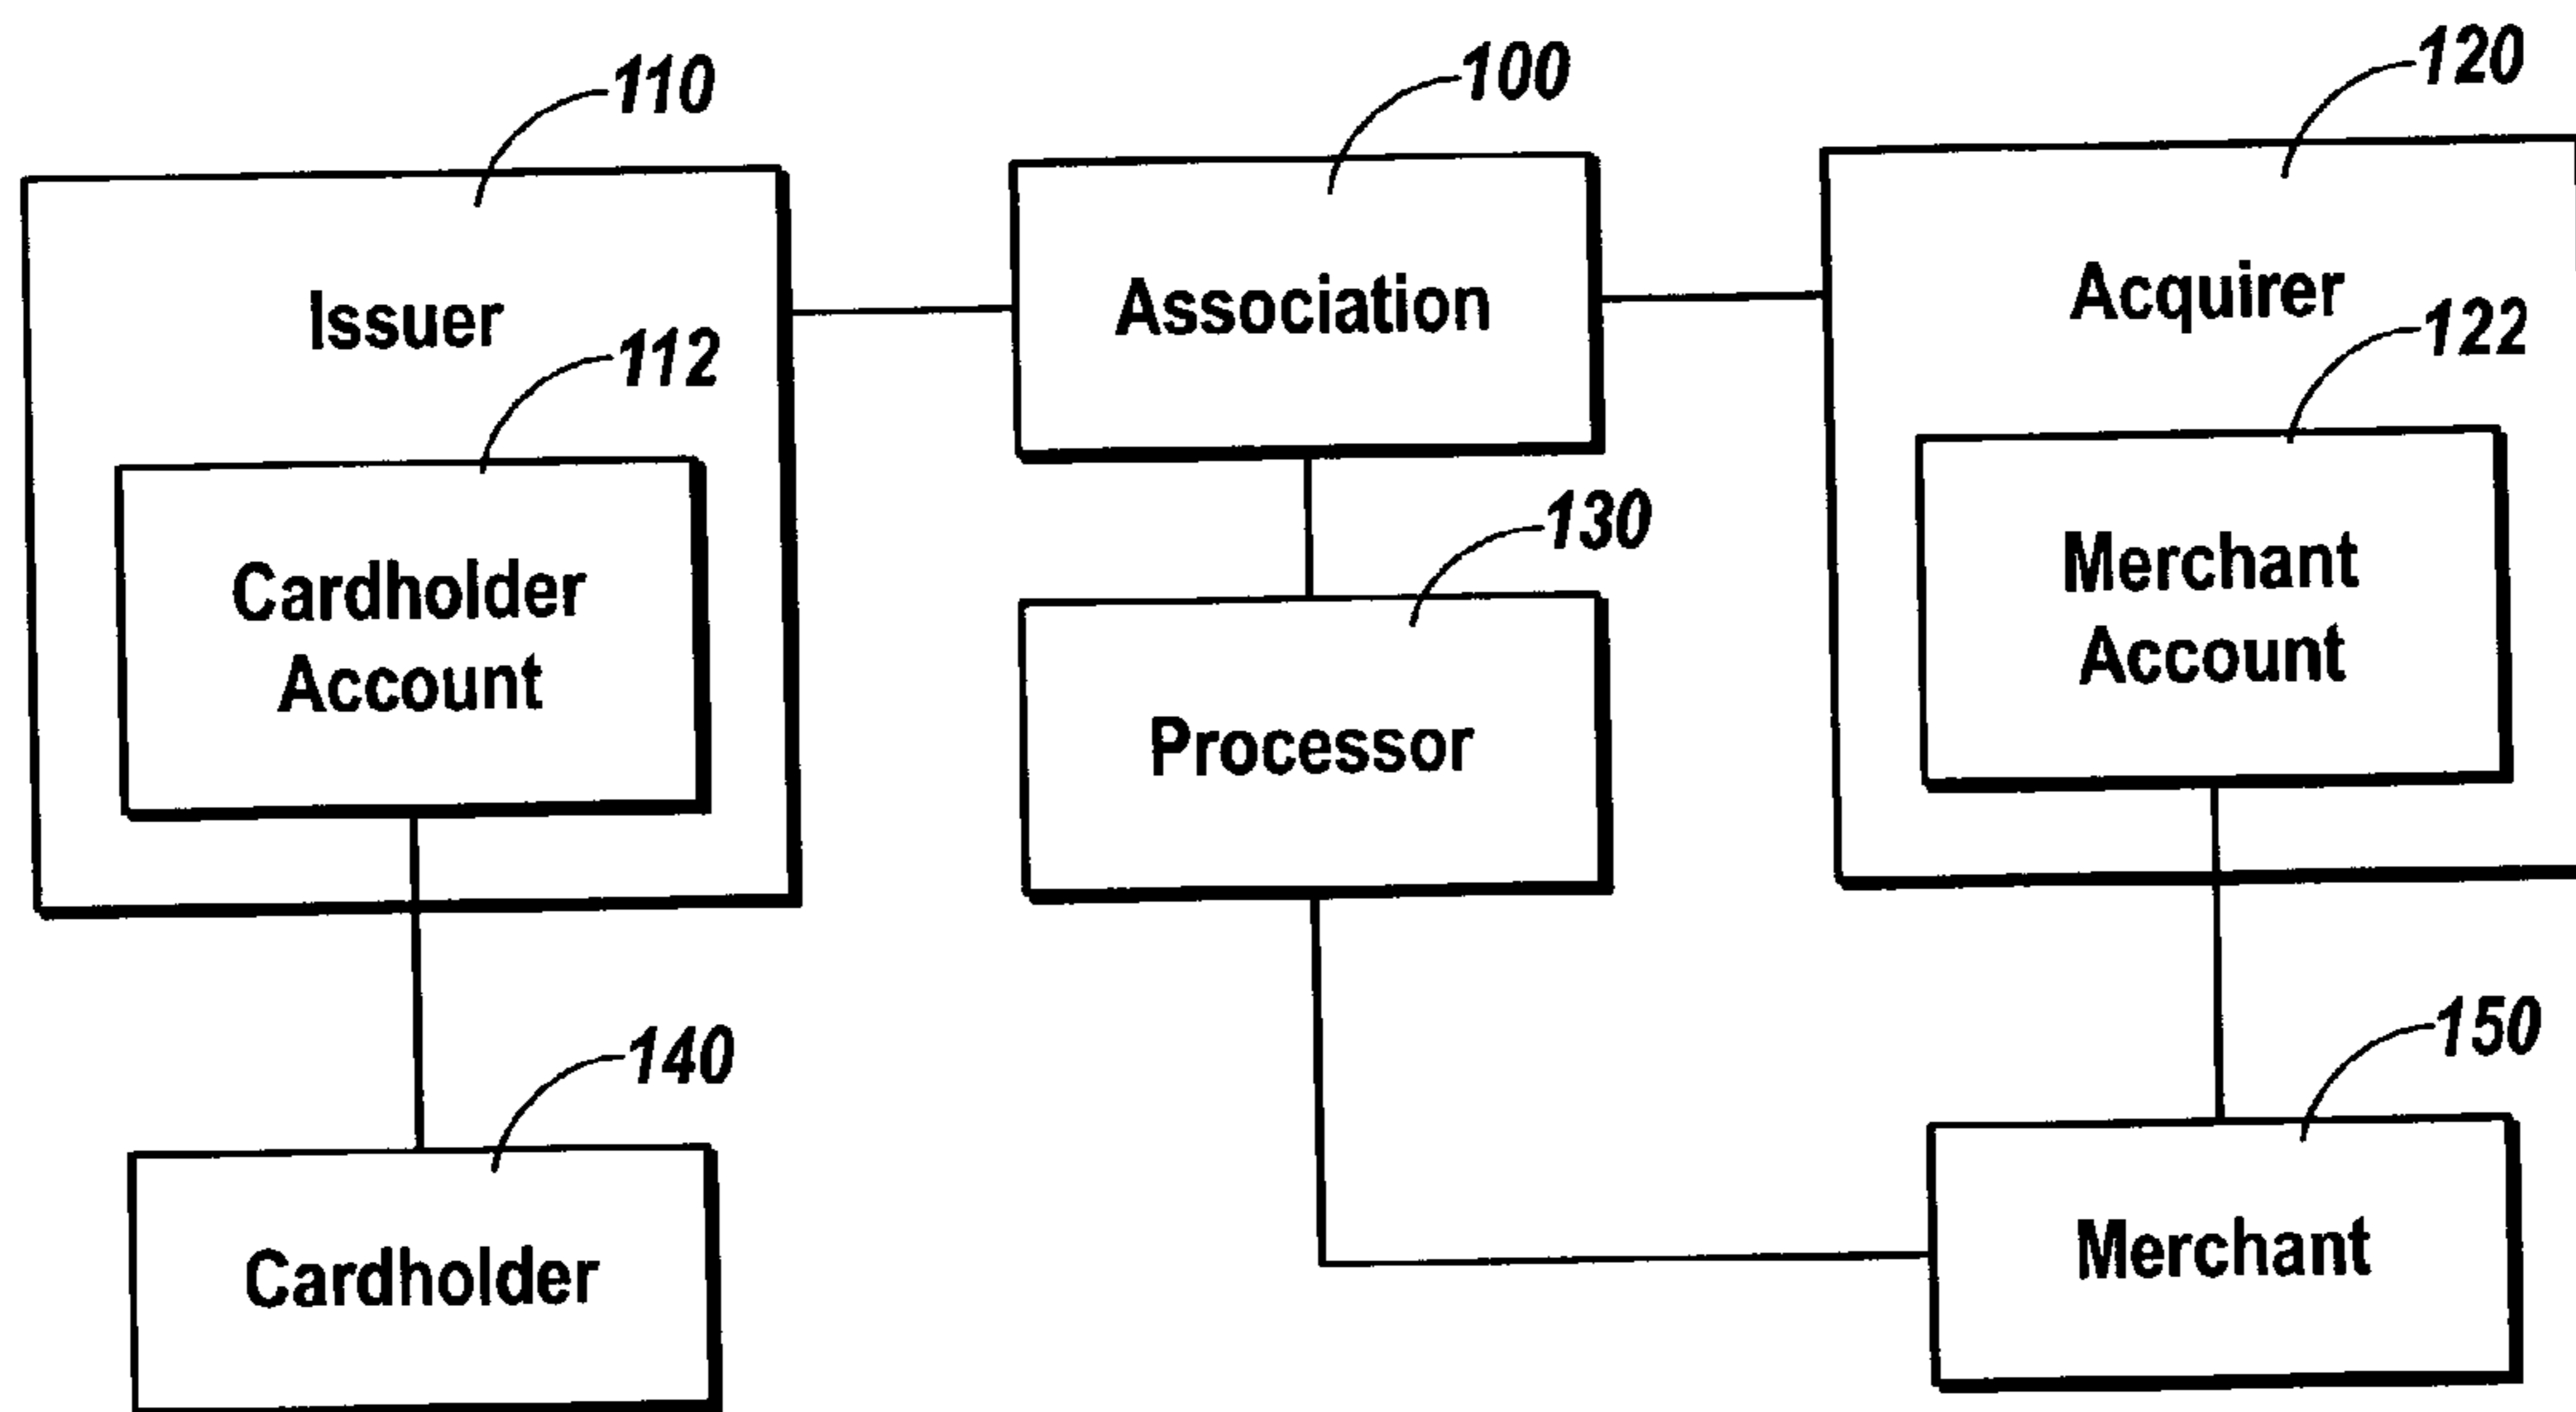 110
100
120
Issuer
Association
Acquirer
112
122
Cardholder
Account
130
Merchant
Account
Processor
140
150
Cardholder
Merchant